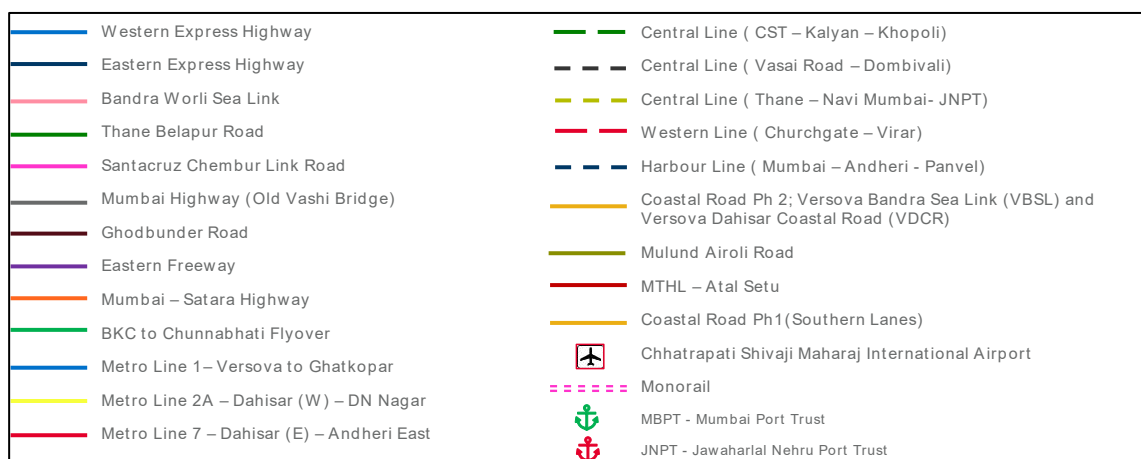 Western Express Highway
Eastern Express Highway
Bandra Worli Sea Link
Thane Belapur Road
Santacruz Chembur Link Road
Mumbai Highway (Old Vashi Bridge)
Ghodbunder Road
Eastern Freeway
Mumbai – Satara Highway
BKC to Chunnabhati Flyover
Metro Line 1– Versova to Ghatkopar
Metro Line 2A – Dahisar (W) – DN Nagar
Metro Line 7 – Dahisar (E) – Andheri East
Central Line ( CST – Kalyan – Khopoli)
Central Line ( Vasai Road – Dombivali)
Central Line ( Thane – Navi Mumbai- JNPT)
Western Line ( Churchgate – Virar)
Harbour Line ( Mumbai – Andheri - Panvel)
Coastal Road Ph 2; Versova Bandra Sea Link (VBSL) and
Versova Dahisar Coastal Road (VDCR)
Mulund Airoli Road
MTHL – Atal Setu
Coastal Road Ph1(Southern Lanes)
Chhatrapati Shivaji Maharaj International Airport
Monorail
MBPT - Mumbai Port Trust
JNPT - Jawaharlal Nehru Port Trust